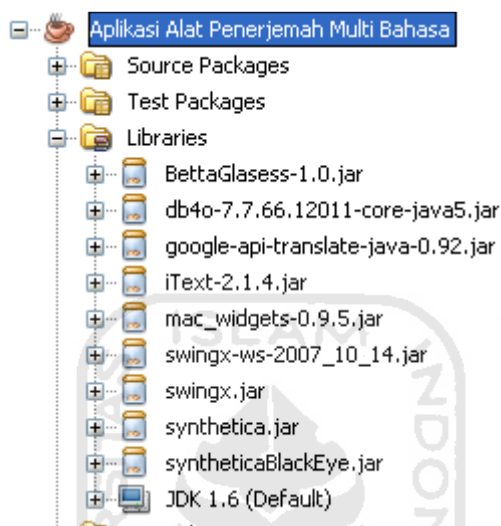 Aplikasi Alat Penerjemah Multi Bahasa
Source Packages
Test Packages
Libraries
BettaGlasess-1.0.jar
db4o-7.7.66.12011-core-java5.jar
google-api-translate-java-0.92.jar
iText-2.1.4.jar
mac_widgets-0.9.5.jar
ISLAM
swingx-ws-2007_10_14.jar
swingx.jar
synthetica.jar
syntheticaBlackEye.jar
JDK 1.6 (Default)